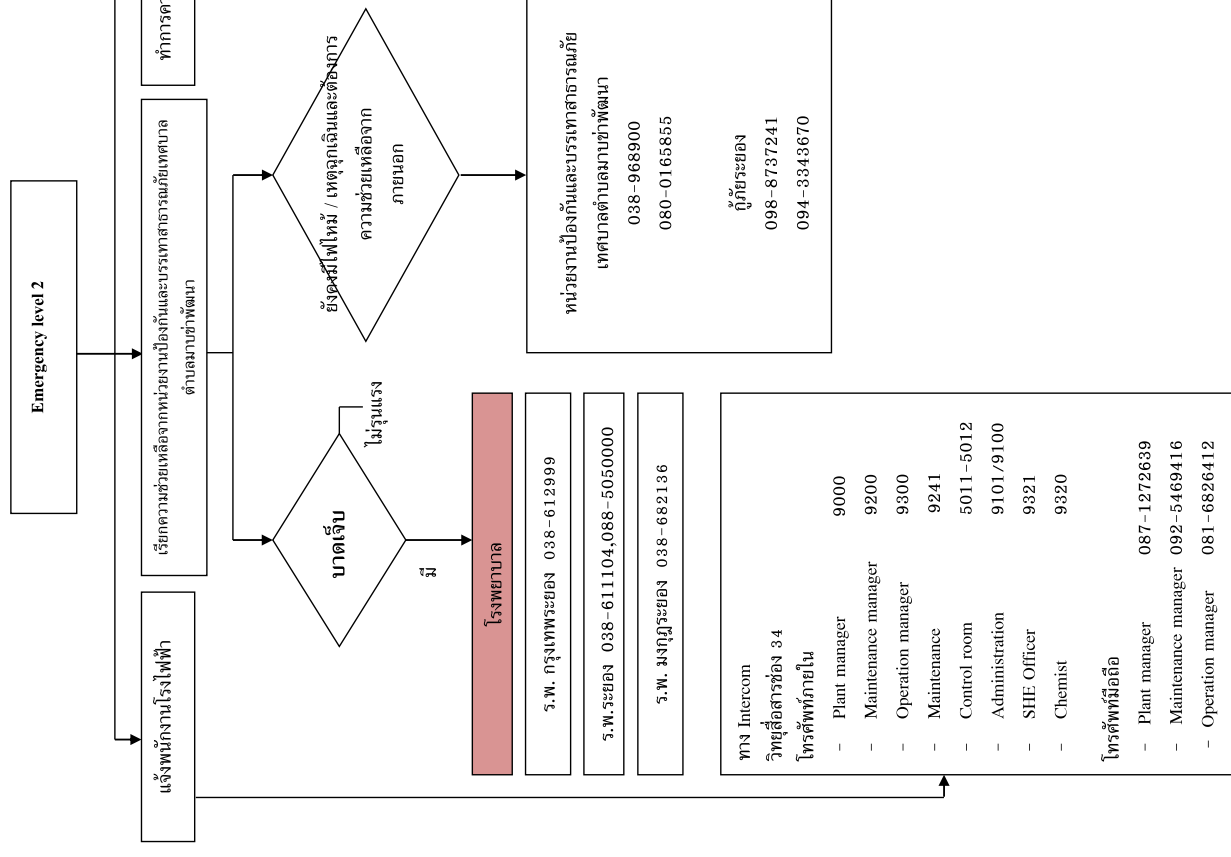 Emergency level 2
แจ้งพนักงานโรงไฟฟ้า
เรียกความช่วยเหลือจากหน่วยงานป้องกันและบรรเทาสาธารณภัยเทศบาล
ตำบลมาบข่าพัฒนา
ทำการคว
บาดเจ็บ
ไม่รุนแรง
มี
ยังคงมีไฟไหม้ / เหตุฉุกเฉินและต้องการ
ความช่วยเหลือจาก
ภายนอก
โรงพยาบาล
ร.พ. กรุงเทพระยอง 038-612999
ร.พ.ระยอง 038-611104,088-5050000
ร.พ. มงกุฎระยอง 038-682136
หน่วยงานป้องกันและบรรเทาสาธารณภัย
เทศบาลตำบลมาบข่าพัฒนา
038-968900
080-0165855
กู้ภัยระยอง
098-8737241
094-3343670
ทาง Intercom
วิทยุสื่อสารช่อง 34
โทรศัพท์ภายใน
- Plant manager 9000
- Maintenance manager 9200
- Operation manager 9300
- Maintenance 9241
- Control room 5011-5012
- Administration 9101/9100
- SHE Officer 9321
- Chemist 9320
โทรศัพท์มือถือ
- Plant manager 087-1272639
- Maintenance manager 092-5469416
- Operation manager 081-6826412